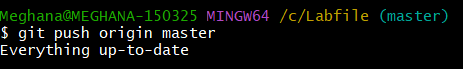 Meghana@MEGHANA-150325 MINGW64 /c/Labfile (master)
$ git push origin master
Everything up-to-date